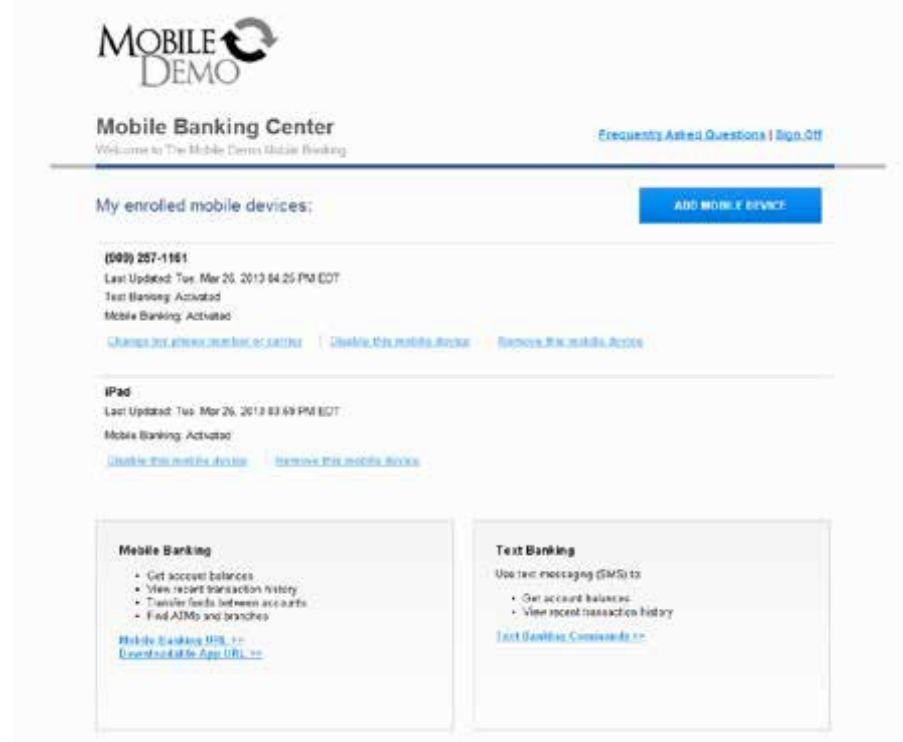 MOBILE
DEMO
Mobile Banking Center
Welcome to The Mobile Demo Mobile Banking
Frequently Asked Questions | Sign Off
My enrolled mobile devices:
ADD MOBILE DEVICE
(909) 287-1161
Last Updated: Tue, Mar 26, 2013 04:25 PM EDT
Text Banking: Activated
Mobile Banking: Activated
Change my phone number or carrier | Disable this mobile device | Remove this mobile device
iPad
Last Updated: Tue, Mar 26, 2013 PM EDT
Mobile Banking: Activated
Disable this mobile device | Remove this mobile device
Mobile Banking
• Get account balances
• View recent transaction history
• Transfer funds between accounts
• Find ATMs and branches
Mobile Banking URL >>
Downloadable App URL >>
Text Banking
Use text messaging (SMS) to:
• Get account balances
• View recent transaction history
Text Banking Commands >>